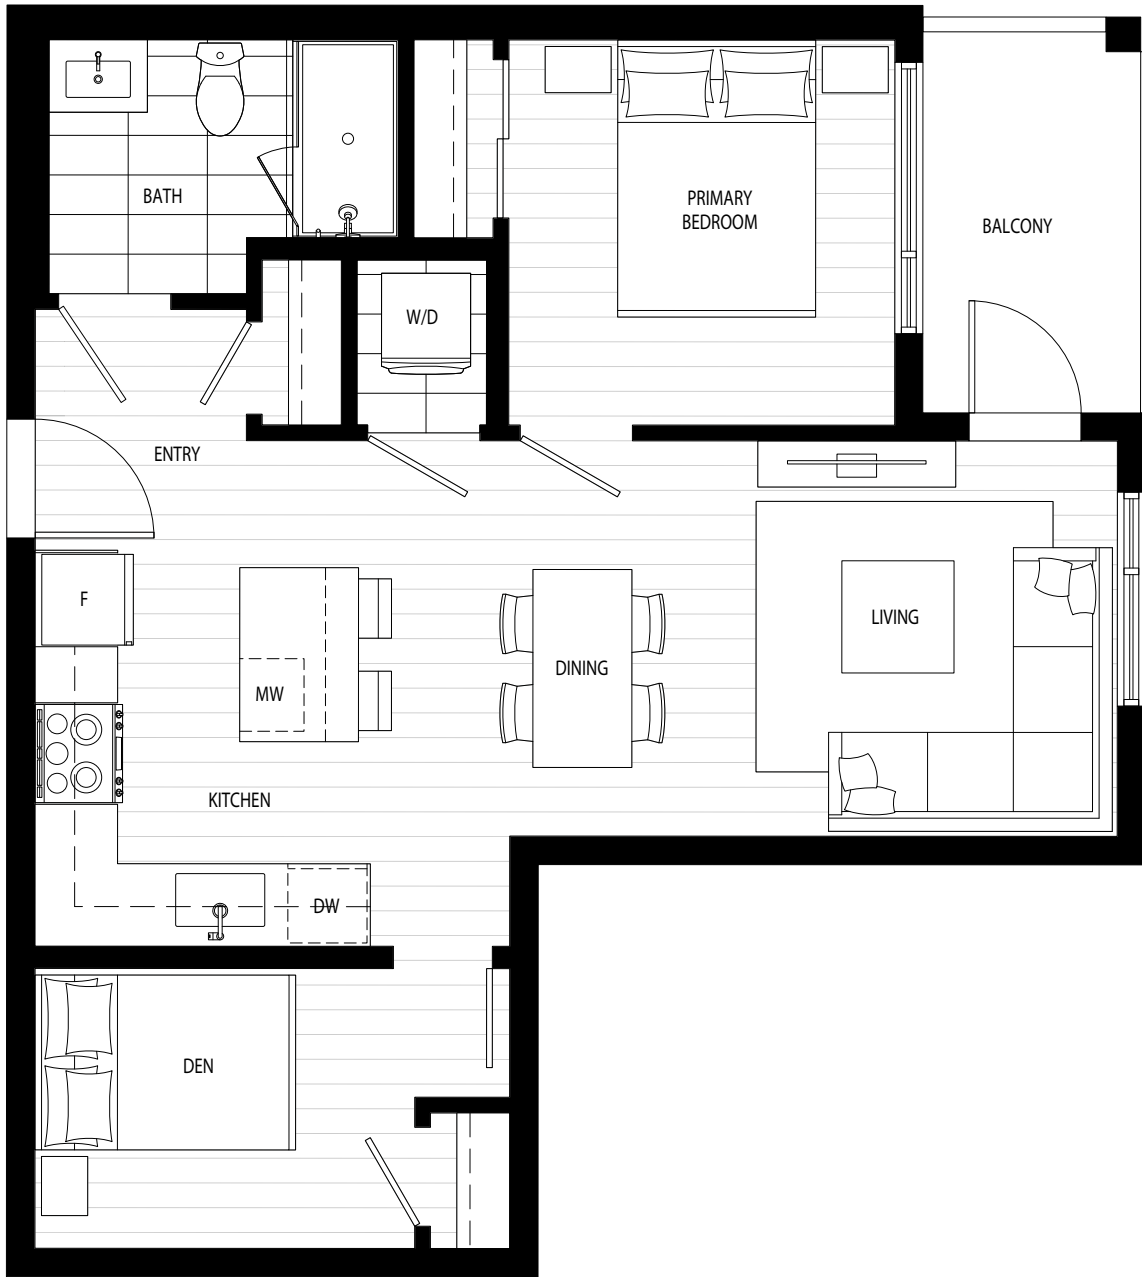 BATH
PRIMARY
BEDROOM
BALCONY
W/D
ENTRY
F
LIVING
DINING
MW
KITCHEN
DW
DEN